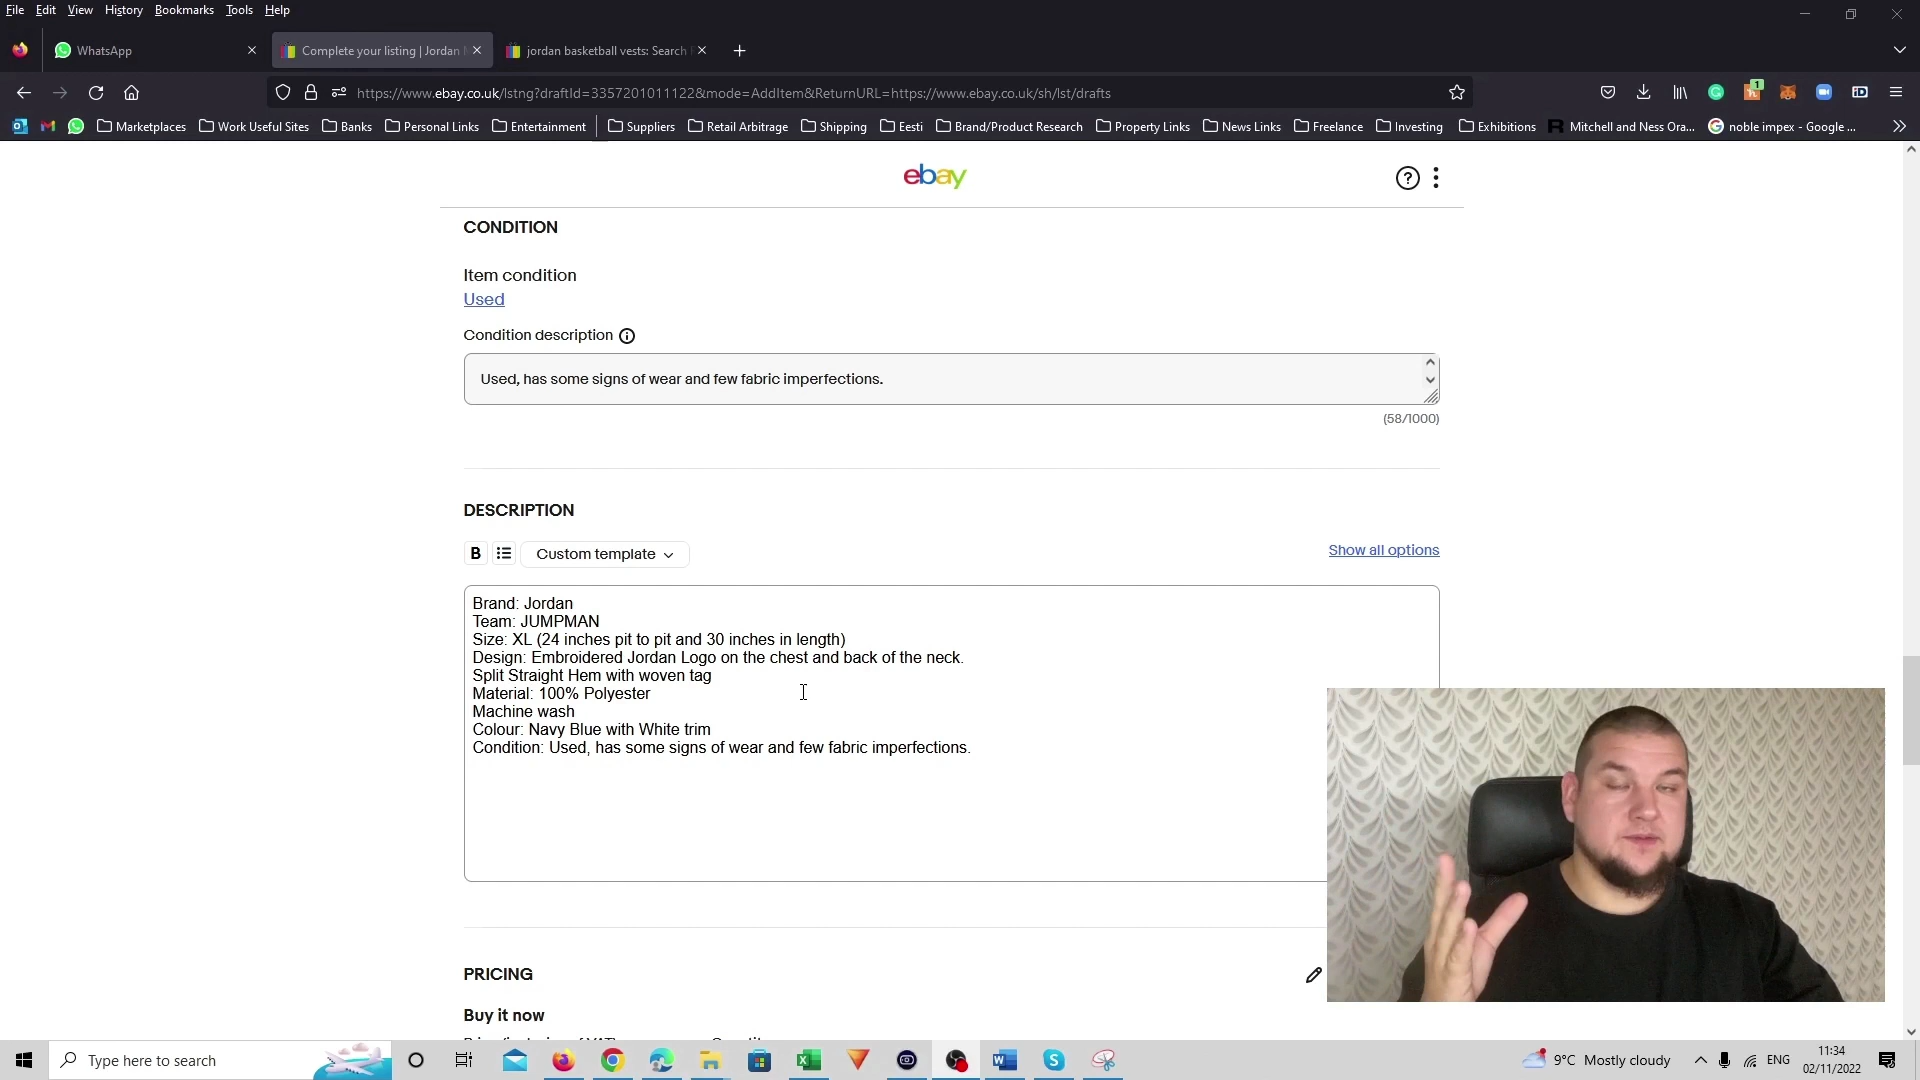 File Edit View History Bookmarks Tools Help
WhatsApp
Complete your listing | Jordan
jordan basketball vests: Search
https://www.ebay.co.uk/lstng?draftId=3357201011122&mode=AddItem&ReturnURL=https://www.ebay.co.uk/sh/lst/drafts
1
Marketplaces Work Useful Sites Banks Personal Links Entertainment Suppliers Retail Arbitrage Shipping Eesti Brand/Product Research Property Links News Links Freelance Investing Exhibitions Mitchell and Ness Ora... noble impex - Google ...
ebay
CONDITION
Item condition
Used
Condition description
Used, has some signs of wear and few fabric imperfections.
(58/1000)
DESCRIPTION
B Custom template
Show all options
Brand: Jordan
Team: JUMPMAN
Size: XL (24 inches pit to pit and 30 inches in length)
Design: Embroidered Jordan Logo on the chest and back of the neck.
Split Straight Hem with woven tag
Material: 100% Polyester
Machine wash
Colour: Navy Blue with White trim
Condition: Used, has some signs of wear and few fabric imperfections.
PRICING
Buy it now
Type here to search
9°C Mostly cloudy
ENG
11:34
02/11/2022